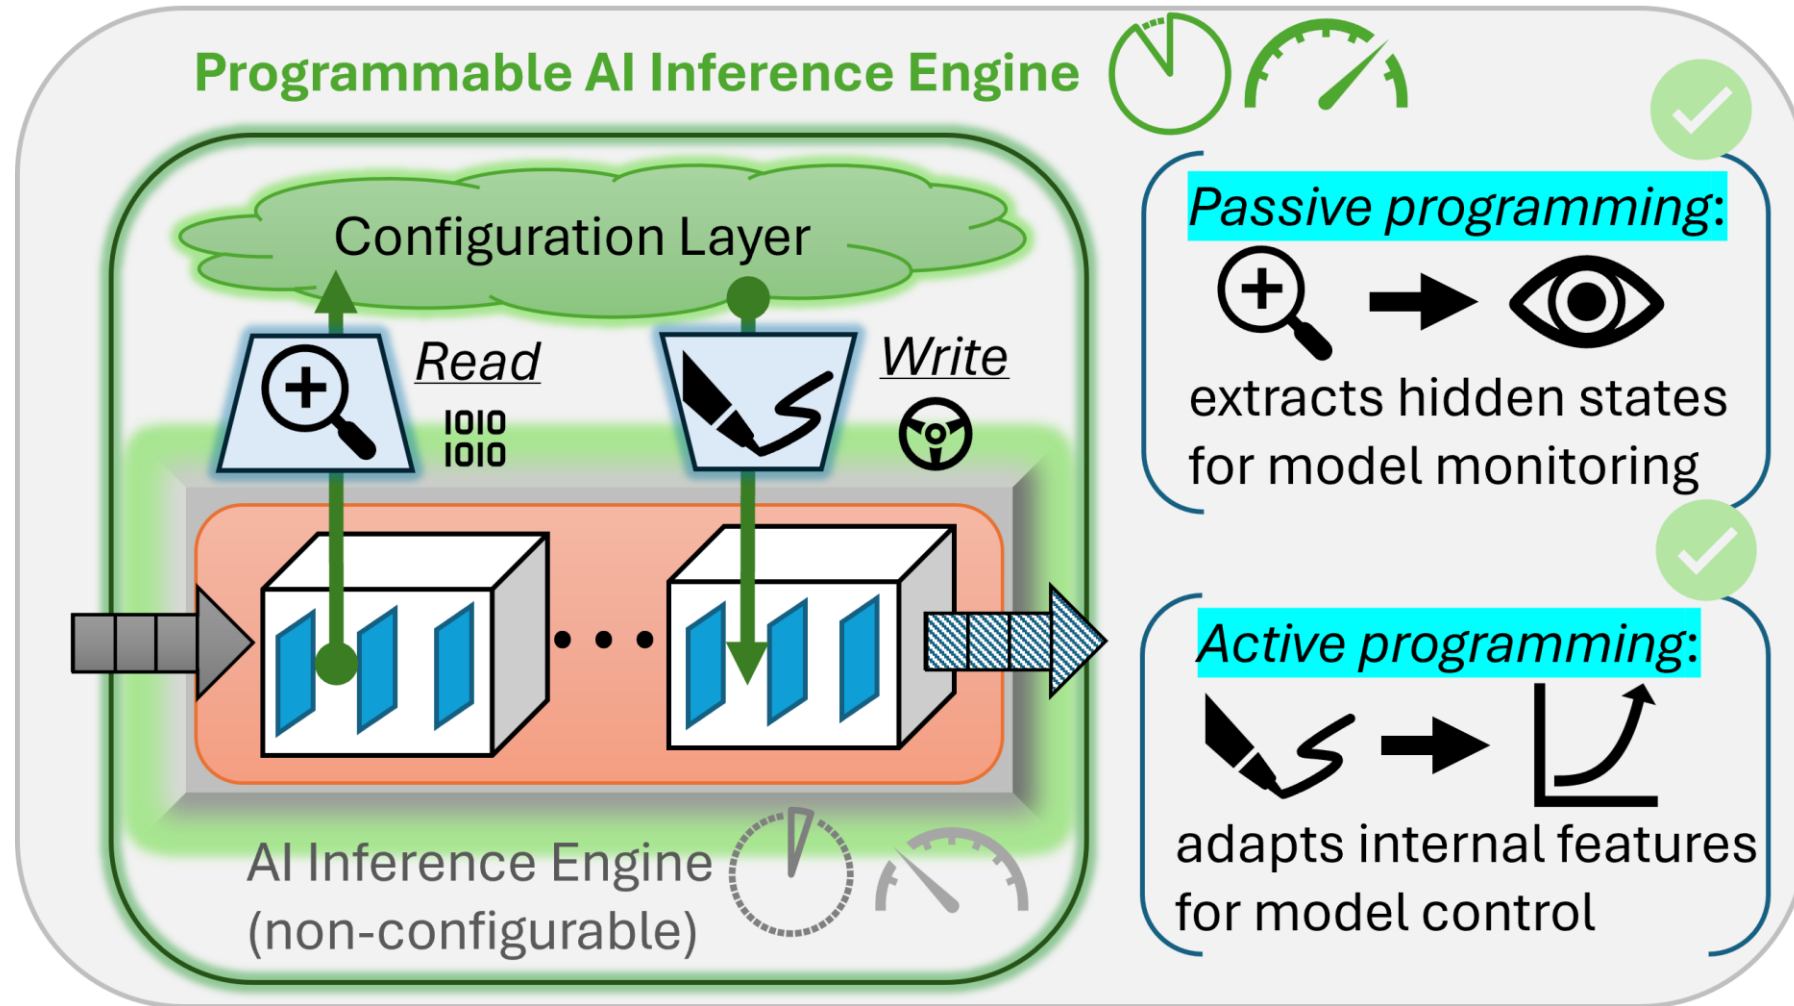 Programmable AI Inference Engine
Configuration Layer
Read
1010
1010
Write
AI Inference Engine
(non-configurable)
Passive programming:
extracts hidden states
for model monitoring
Active programming:
adapts internal features
for model control